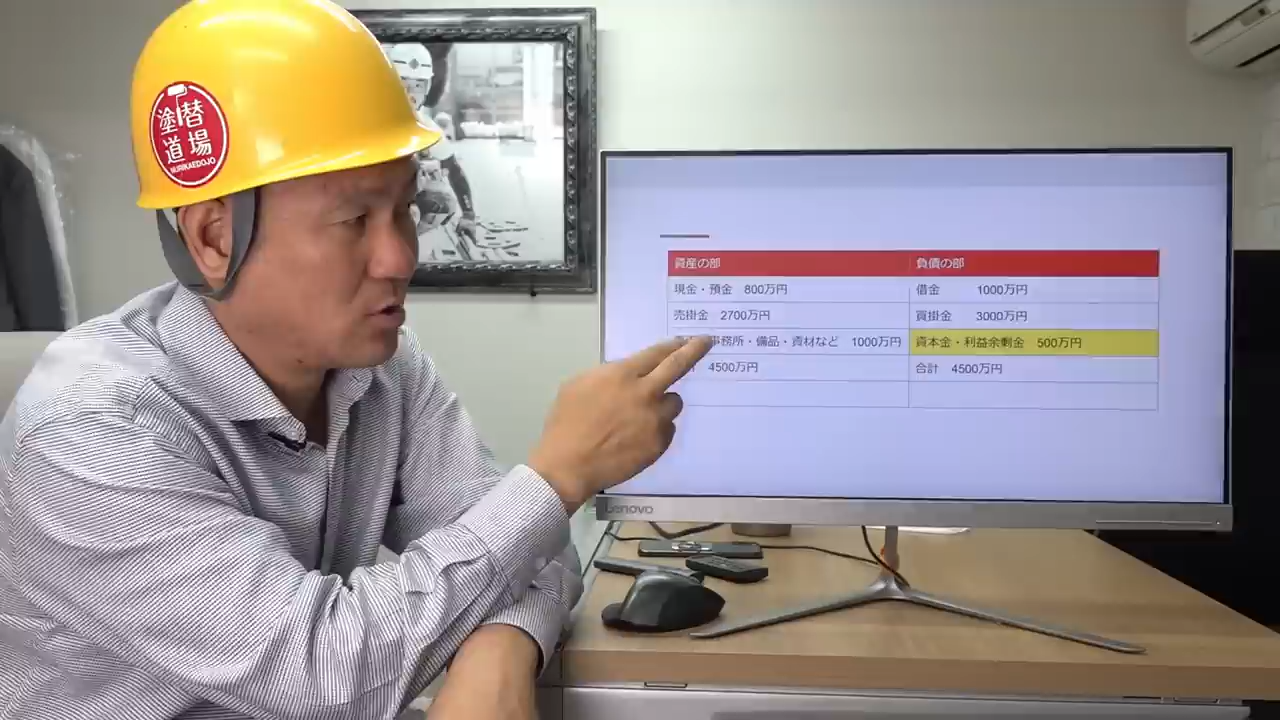 塗替
道場
NURIKAEDOJO
資産の部 負債の部
現金・預金 800万円 借金 1000万円
売掛金 2700万円 買掛金 3000万円
事務所・備品・資材など 1000万円 資本金・利益余剰金 500万円
4500万円 合計 4500万円
Lenovo